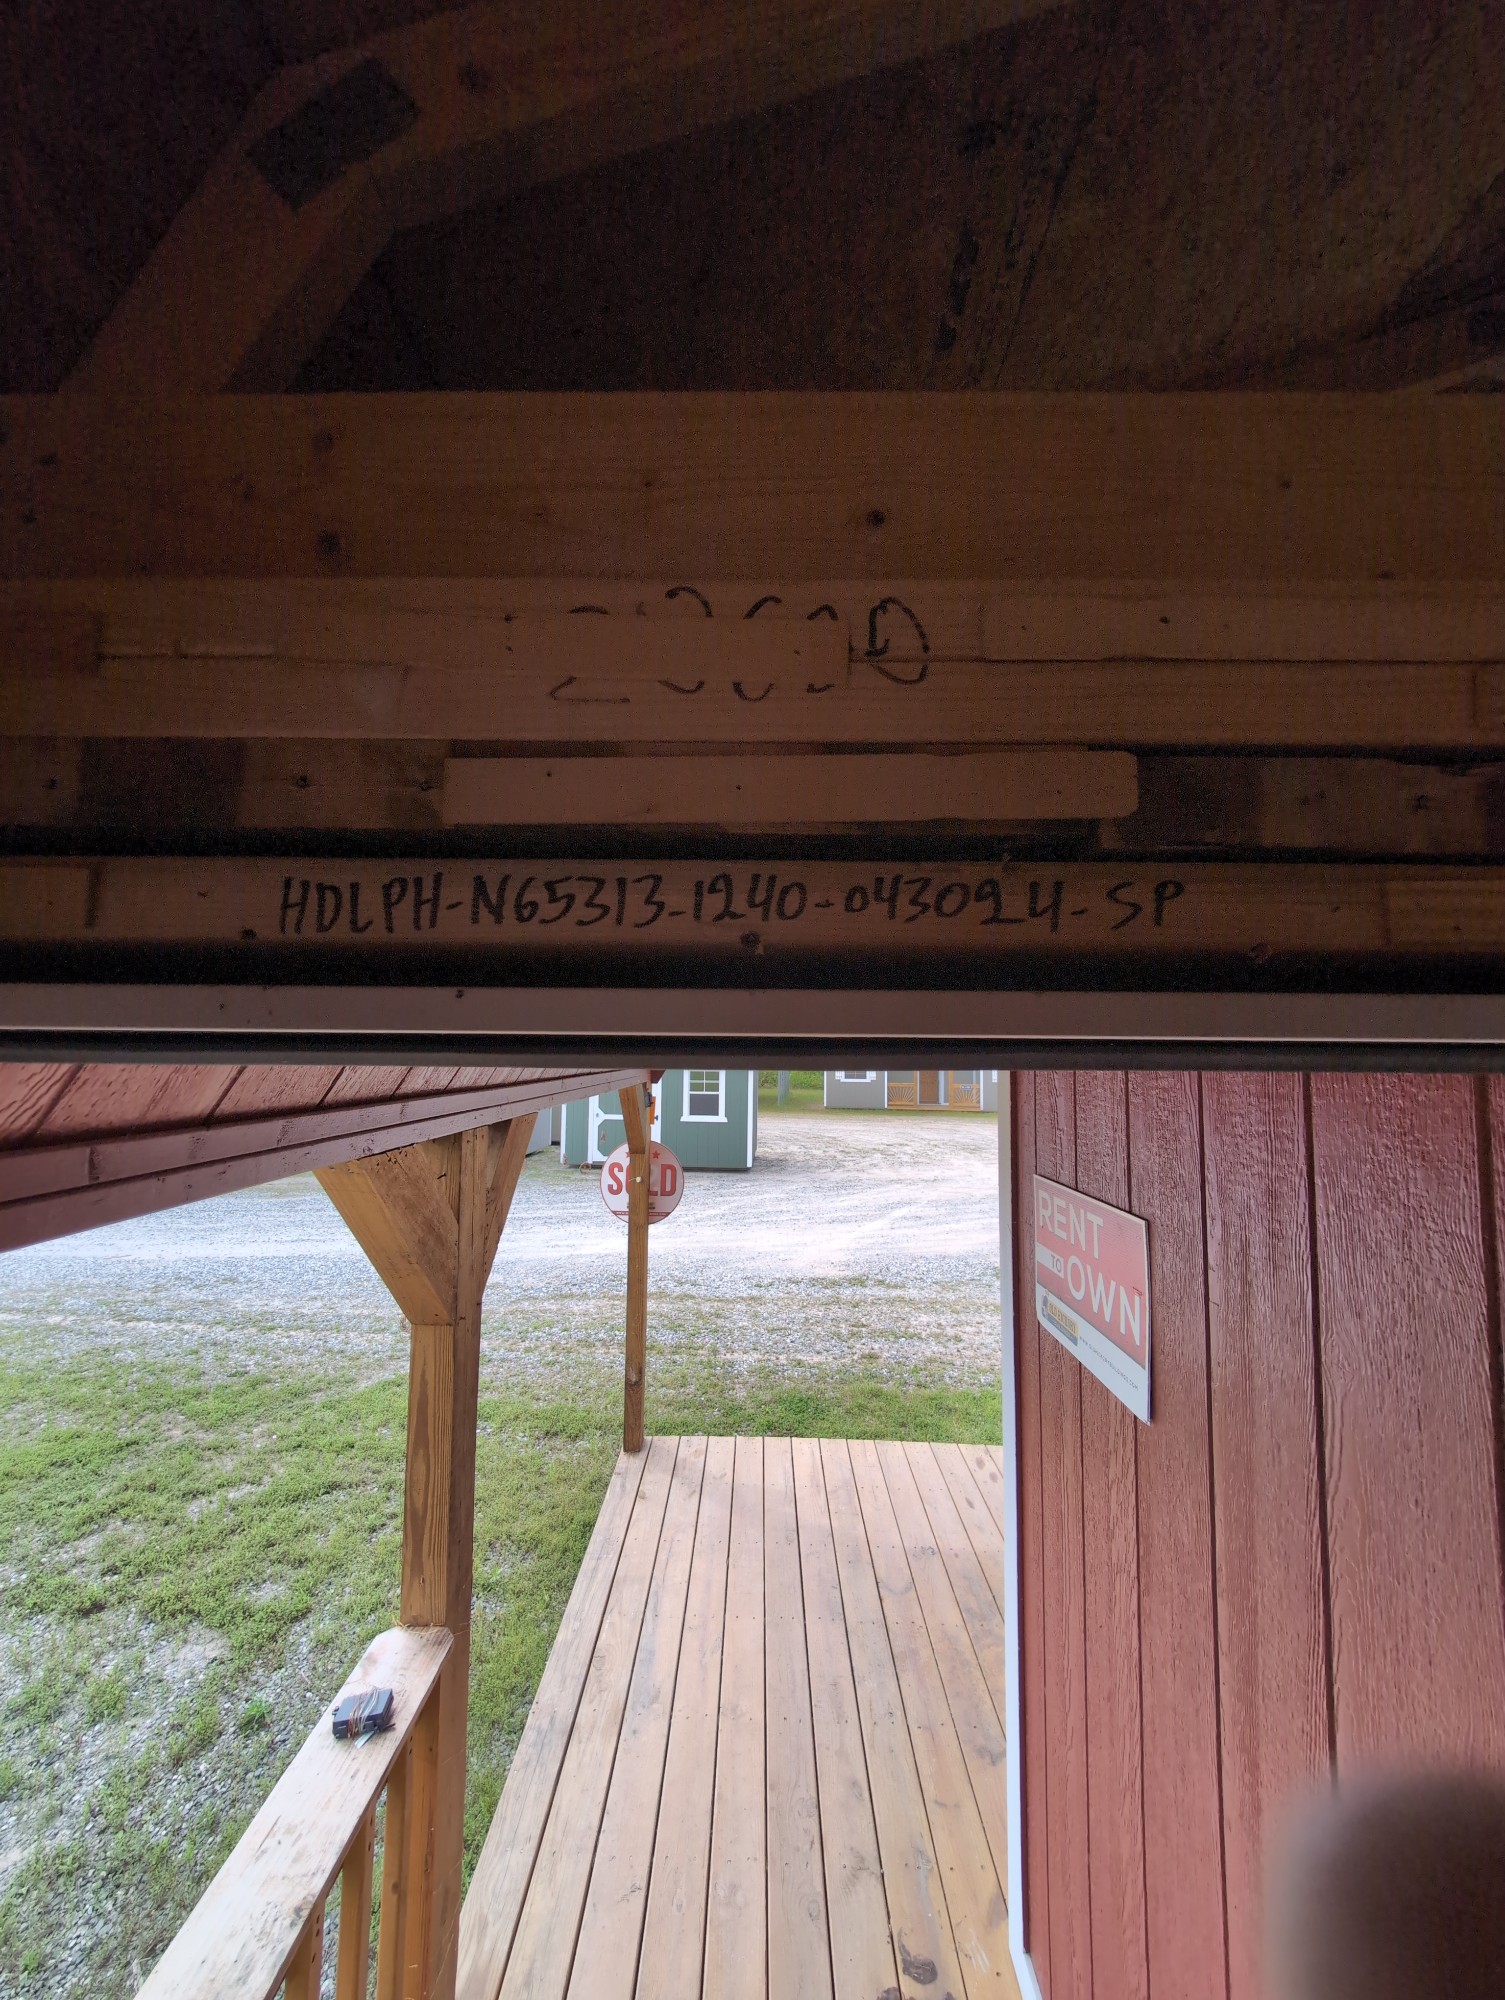 HDLPH-N65313-1240-043024-SP
SOLD
RENT
TO
OWN